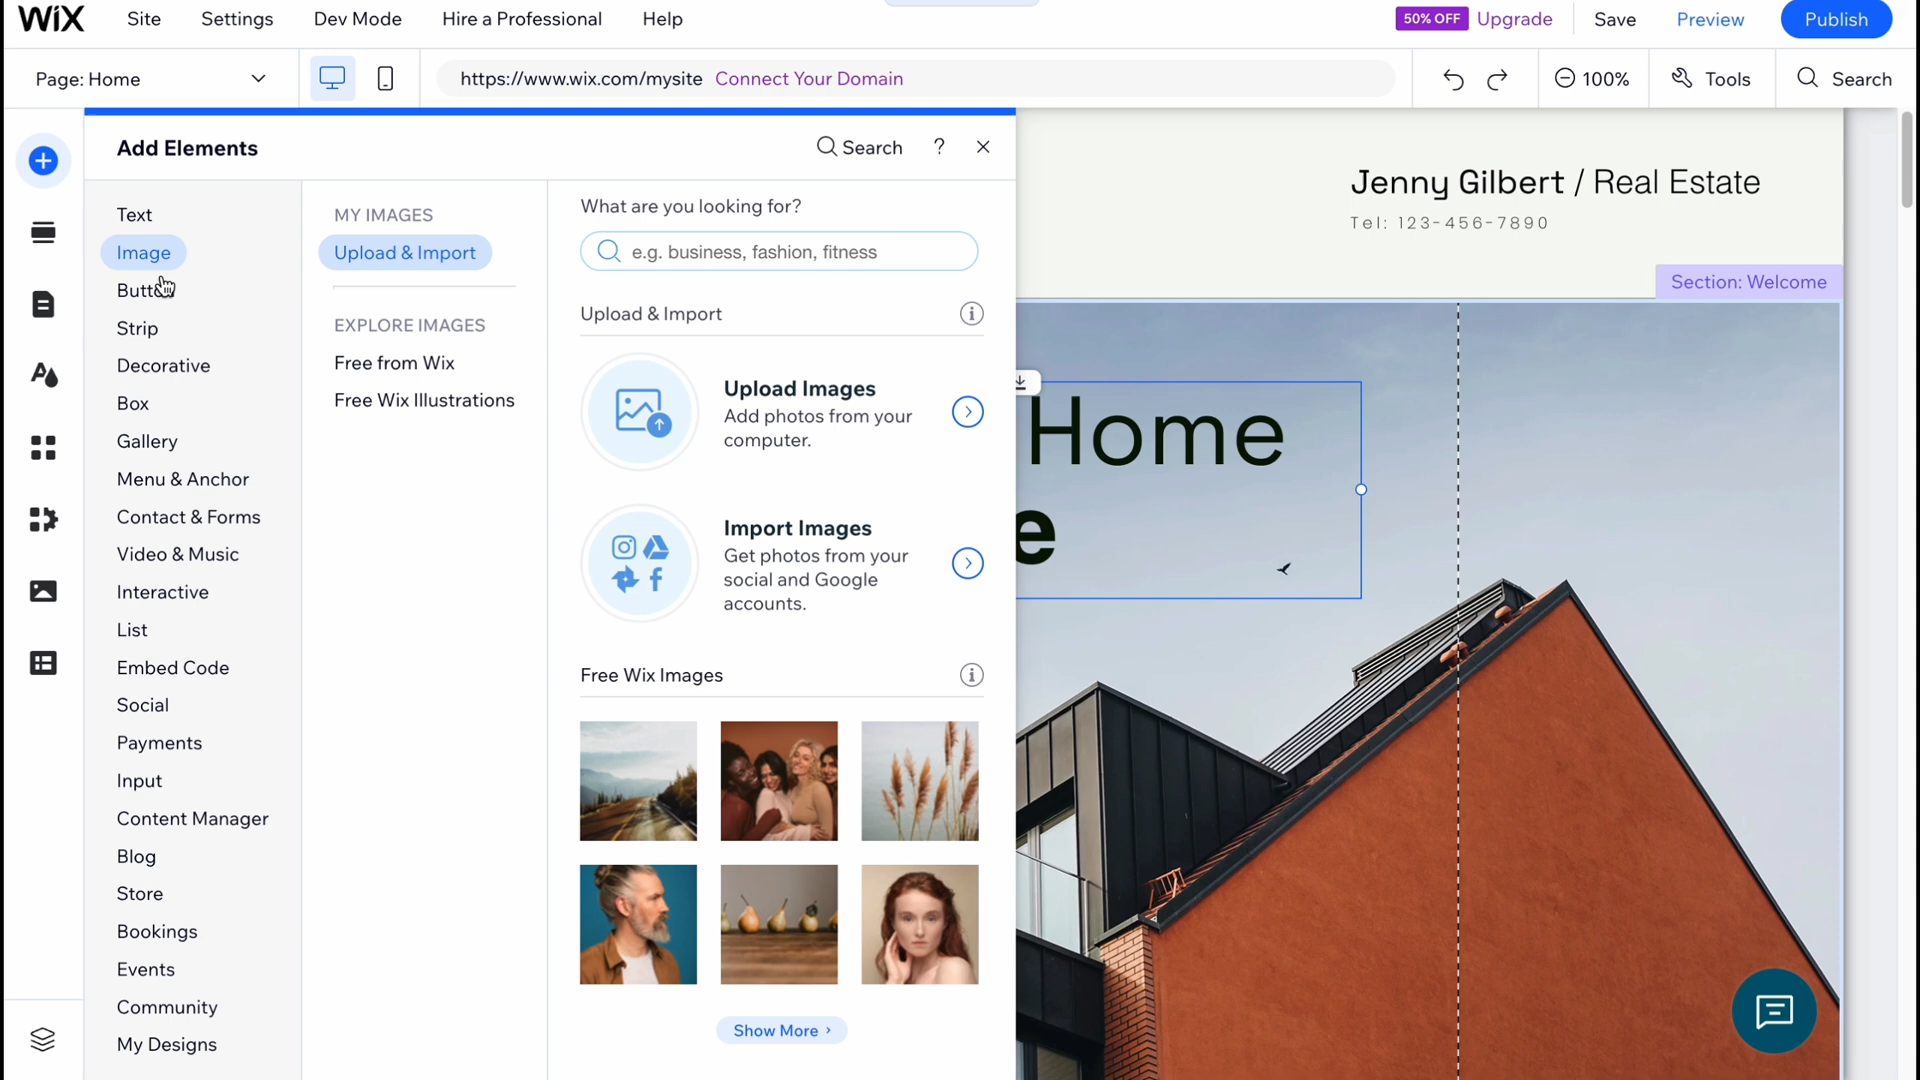 WiX Site Settings Dev Mode Hire a Professional Help 50% OFF Upgrade Save Preview Publish
Page: Home https://www.wix.com/mysite Connect Your Domain 100% Tools Search
Add Elements Search ?
Text
Image
Button
Strip
Decorative
Box
Gallery
Menu & Anchor
Contact & Forms
Video & Music
Interactive
List
Embed Code
Social
Payments
Input
Content Manager
Blog
Store
Bookings
Events
Community
My Designs
MY IMAGES
Upload & Import
EXPLORE IMAGES
Free from Wix
Free Wix Illustrations
What are you looking for?
e.g. business, fashion, fitness
Upload & Import
Upload Images
Add photos from your
computer.
Import Images
Get photos from your
social and Google
accounts.
Free Wix Images
Show More
Jenny Gilbert / Real Estate
Tel: 123-456-7890
Section: Welcome
Home
e